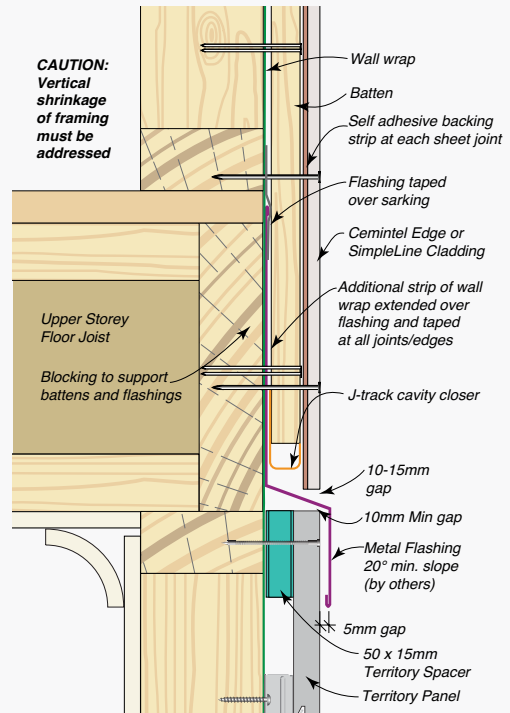 CAUTION:
Vertical
shrinkage
of framing
must be
addressed
Wall wrap
Batten
Self adhesive backing
strip at each sheet joint
Flashing taped
over sarking
Cemintel Edge or
SimpleLine Cladding
Additional strip of wall
wrap extended over
flashing and taped
at all joints/edges
Upper Storey
Floor Joist
Blocking to support
battens and flashings
J-track cavity closer
10-15mm
gap
10mm Min gap
Metal Flashing
20° min. slope
(by others)
5mm gap
50 x 15mm
Territory Spacer
Territory Panel